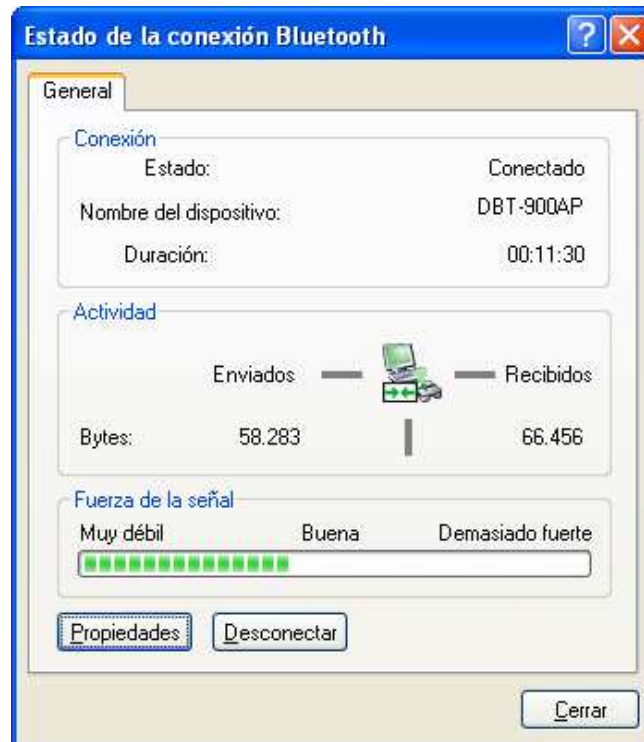 Estado de la conexión Bluetooth
General
Conexión
Estado: Conectado
Nombre del dispositivo: DBT-900AP
Duración: 00:11:30
Actividad
Enviados Recibidos
Bytes: 58.283 66.456
Fuerza de la señal
Muy débil Buena Demasiado fuerte
Propiedades Desconectar
Cerrar